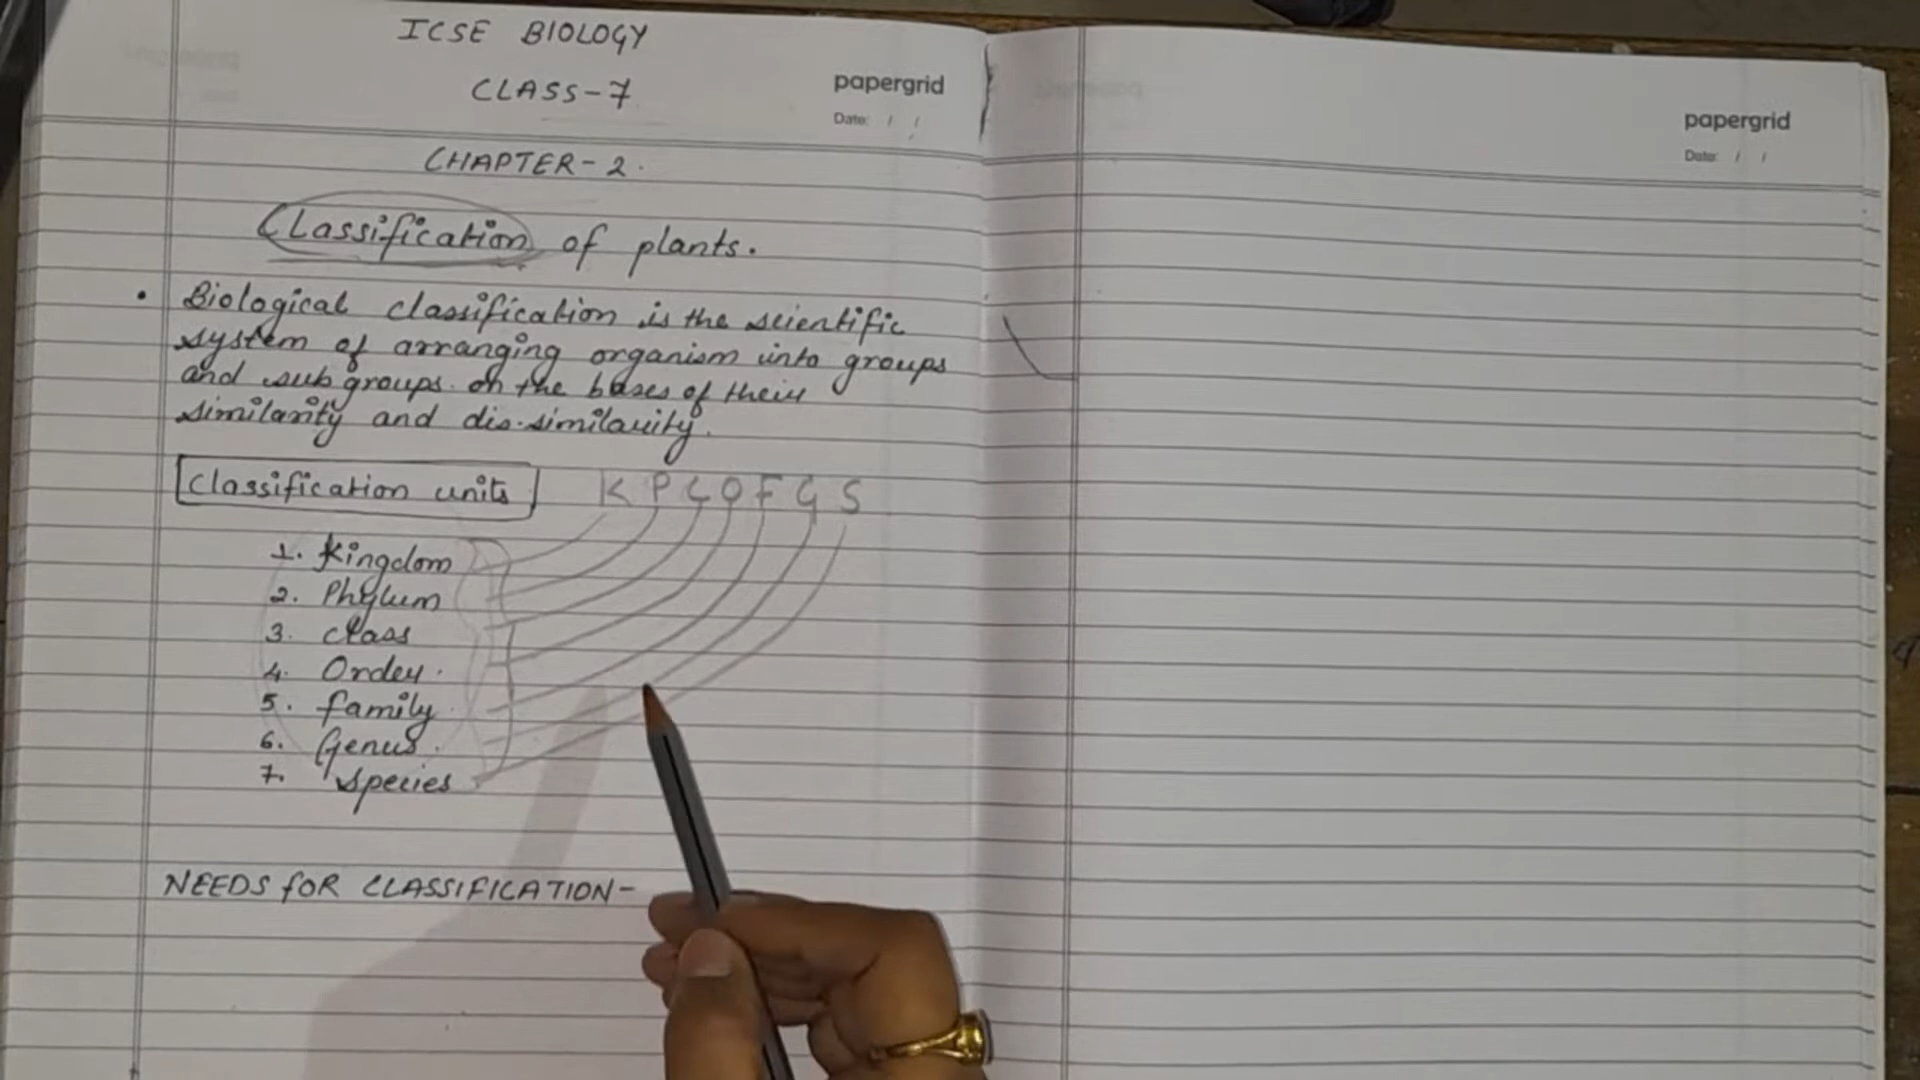 ICSE BIOLOGY
CLASS-7
papergrid
Date: / /
CHAPTER-2.
Classification of plants.
• Biological classification is the scientific
system of arranging organism into groups
and sub groups on the bases of their
similarity and dis-similarity.
Classification units K P C O F G S
1. Kingdom
2. Phylum
3. class
4. Order.
5. family
6. Genus.
7. species
NEEDS FOR CLASSIFICATION-
papergrid
Date: / /